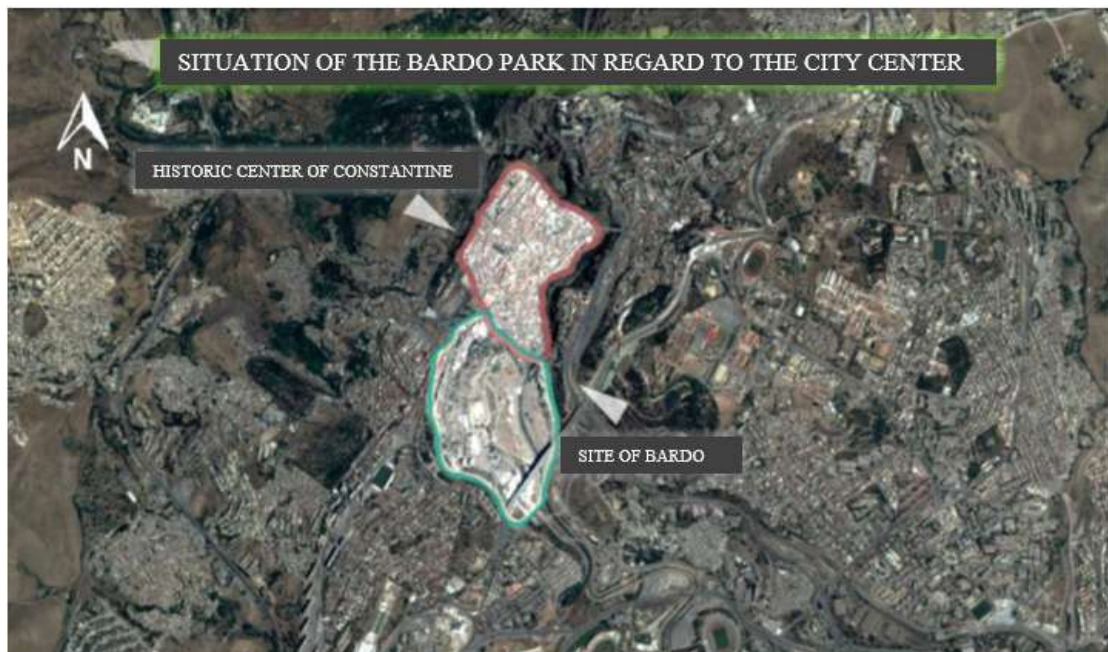 SITUATION OF THE BARDO PARK IN REGARD TO THE CITY CENTER
N
HISTORIC CENTER OF CONSTANTINE
SITE OF BARDO